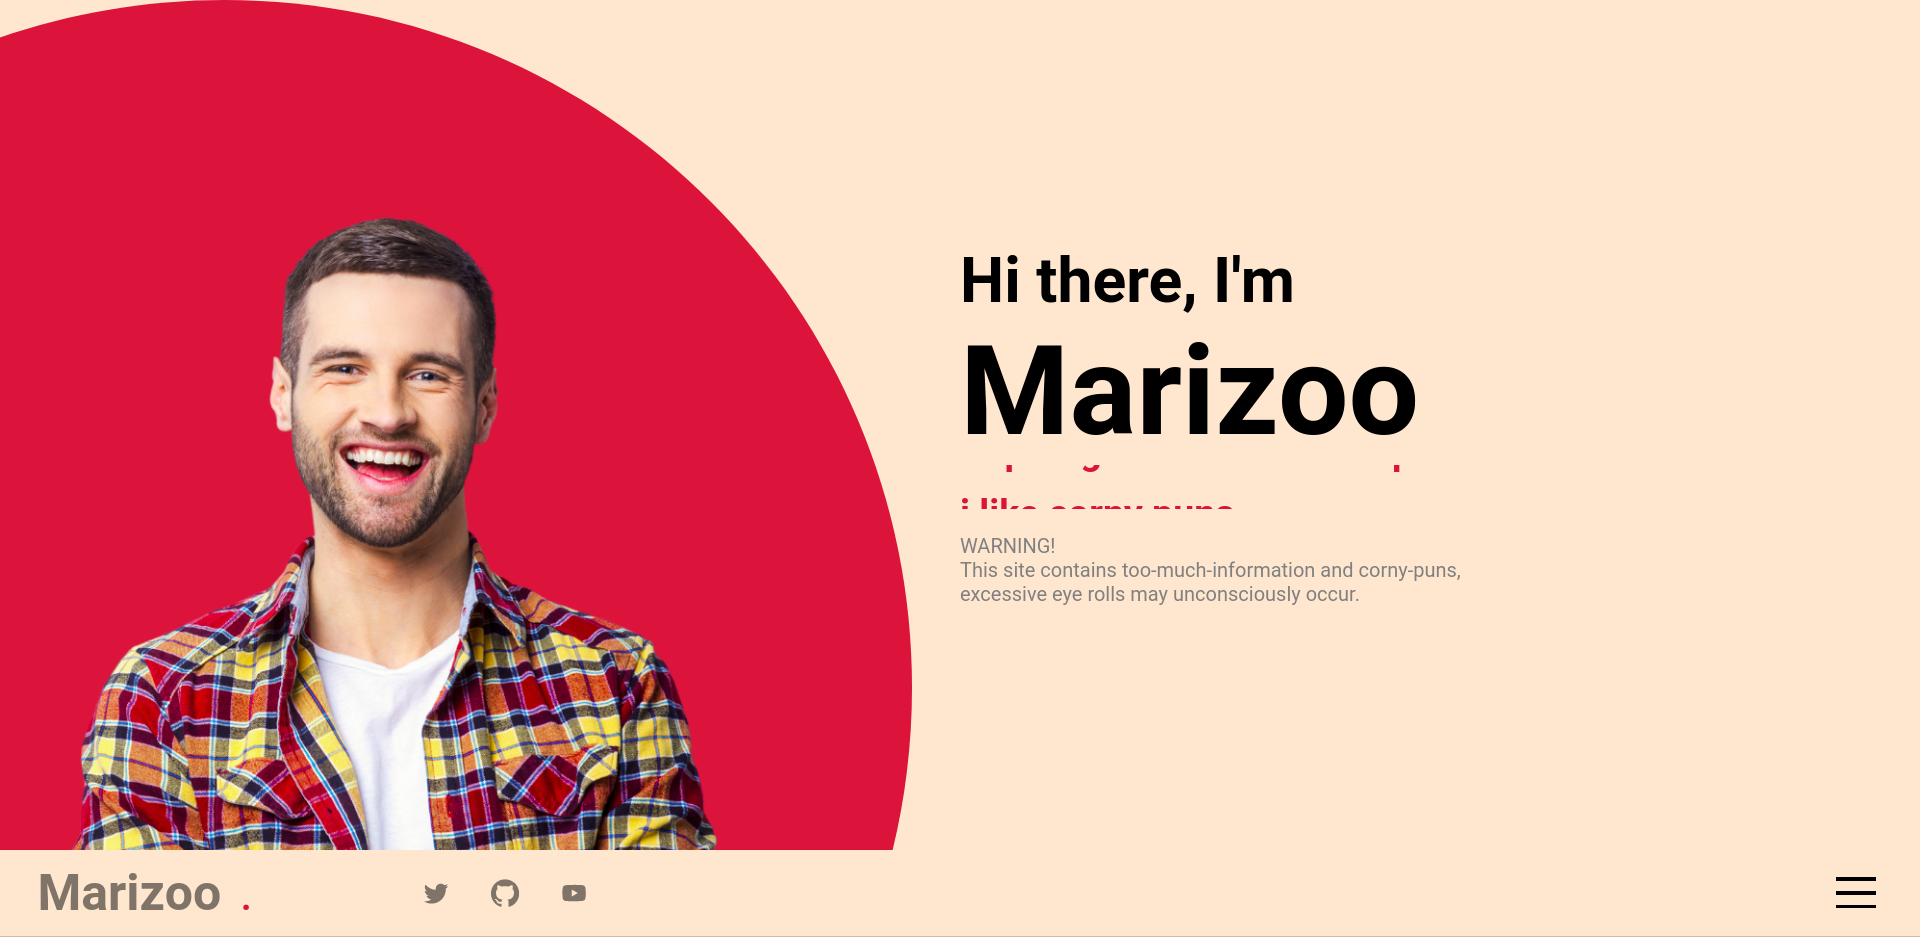 Hi there, I'm
Marizoo
i like corny puns
WARNING!
This site contains too-much-information and corny-puns,
excessive eye rolls may unconsciously occur.
Marizoo .